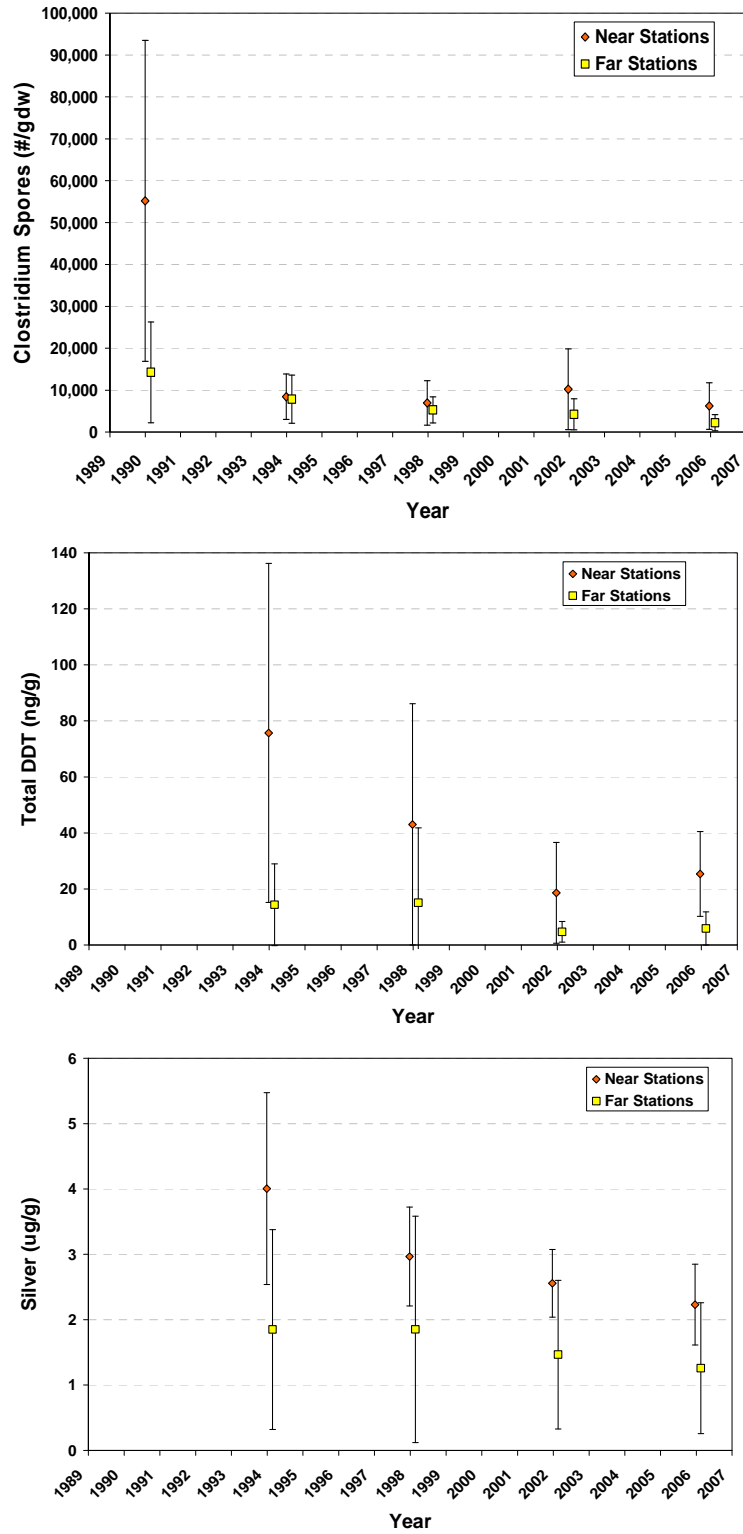 100,000
90,000
80,000
70,000
60,000
50,000
40,000
30,000
20,000
10,000
0
Clostridium Spores (#/gdw)
Near Stations
Far Stations
1989 1990 1991 1992 1993 1994 1995 1996 1997 1998 1999 2000 2001 2002 2003 2004 2005 2006 2007
Year
140
120
100
80
60
40
20
0
Total DDT (ng/g)
Near Stations
Far Stations
1989 1990 1991 1992 1993 1994 1995 1996 1997 1998 1999 2000 2001 2002 2003 2004 2005 2006 2007
Year
6
5
4
3
2
1
0
Silver (ug/g)
Near Stations
Far Stations
1989 1990 1991 1992 1993 1994 1995 1996 1997 1998 1999 2000 2001 2002 2003 2004 2005 2006 2007
Year